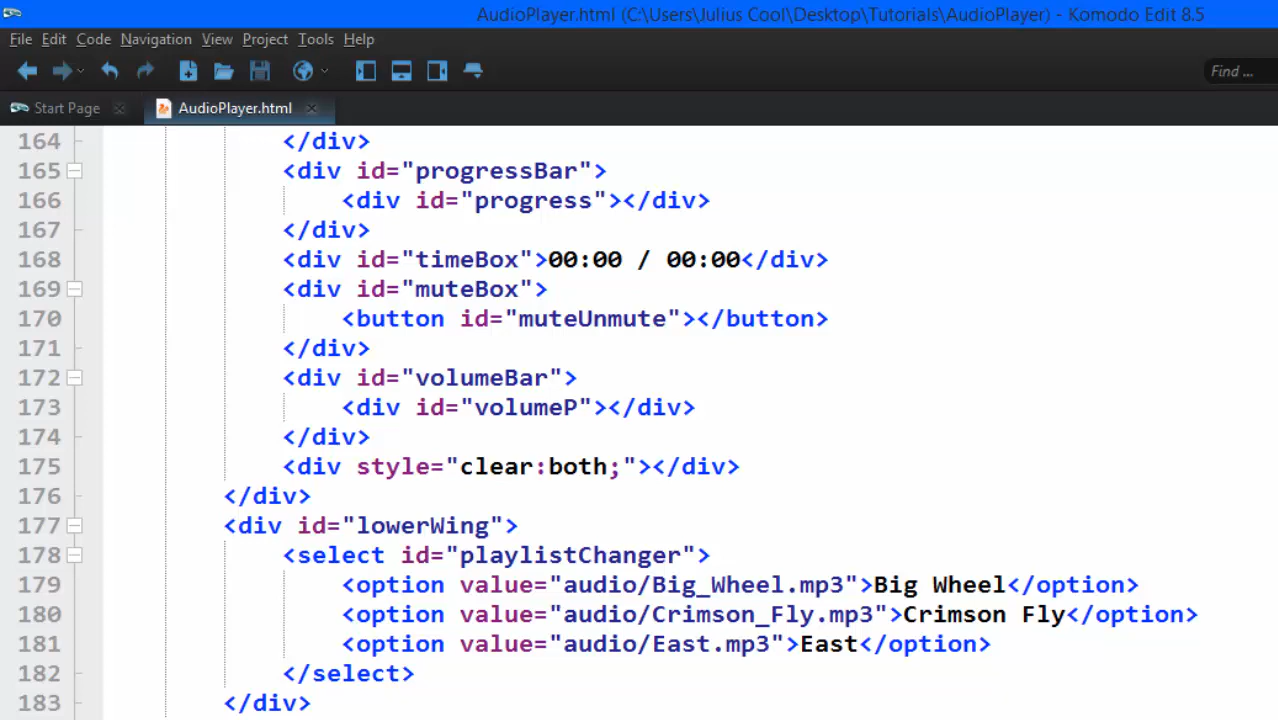 AudioPlayer.html (C:\Users\Julius Cool\Desktop\Tutorials\AudioPlayer) - Komodo Edit 8.5
File Edit Code Navigation View Project Tools Help
Find ...
Start Page AudioPlayer.html
164 </div>
165 <div id="progressBar">
166 <div id="progress"></div>
167 </div>
168 <div id="timeBox">00:00 / 00:00</div>
169 <div id="muteBox">
170 <button id="muteUnmute"></button>
171 </div>
172 <div id="volumeBar">
173 <div id="volumeP"></div>
174 </div>
175 <div style="clear:both;"></div>
176 </div>
177 <div id="lowerWing">
178 <select id="playlistChanger">
179 <option value="audio/Big_Wheel.mp3">Big Wheel</option>
180 <option value="audio/Crimson_Fly.mp3">Crimson Fly</option>
181 <option value="audio/East.mp3">East</option>
182 </select>
183 </div>